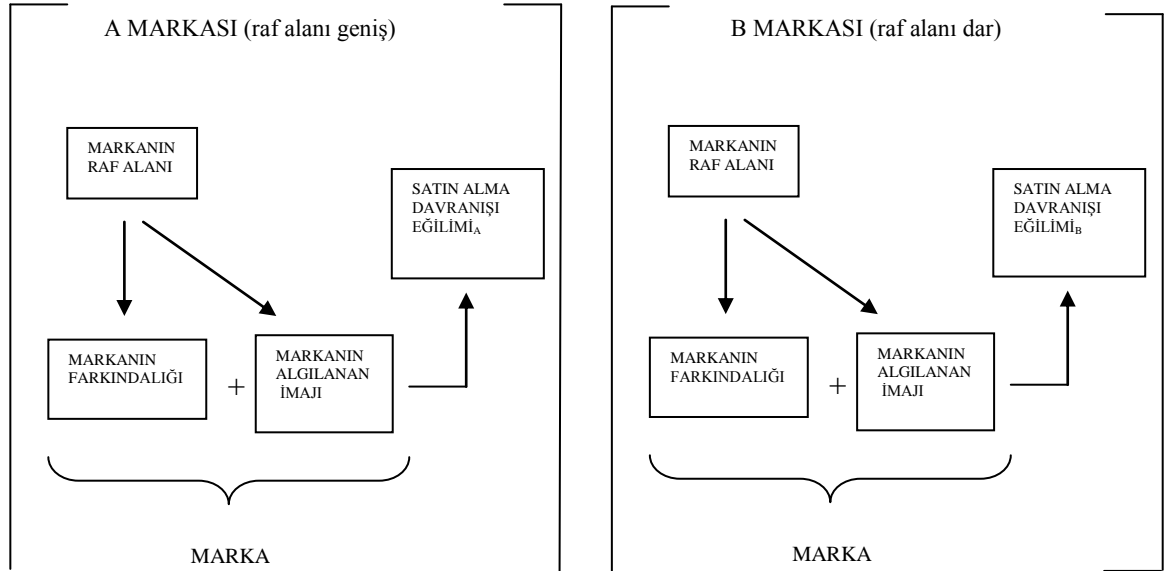 A MARKASI (raf alanı geniş)
MARKANIN
RAF ALANI
SATIN ALMA
DAVRANIŞI
EĞİLİMİA
MARKANIN
FARKINDALIĞI
+
MARKANIN
ALGILANAN
İMAJI
MARKA
B MARKASI (raf alanı dar)
MARKANIN
RAF ALANI
SATIN ALMA
DAVRANIŞI
EĞİLİMİB
MARKANIN
FARKINDALIĞI
+
MARKANIN
ALGILANAN
İMAJI
MARKA